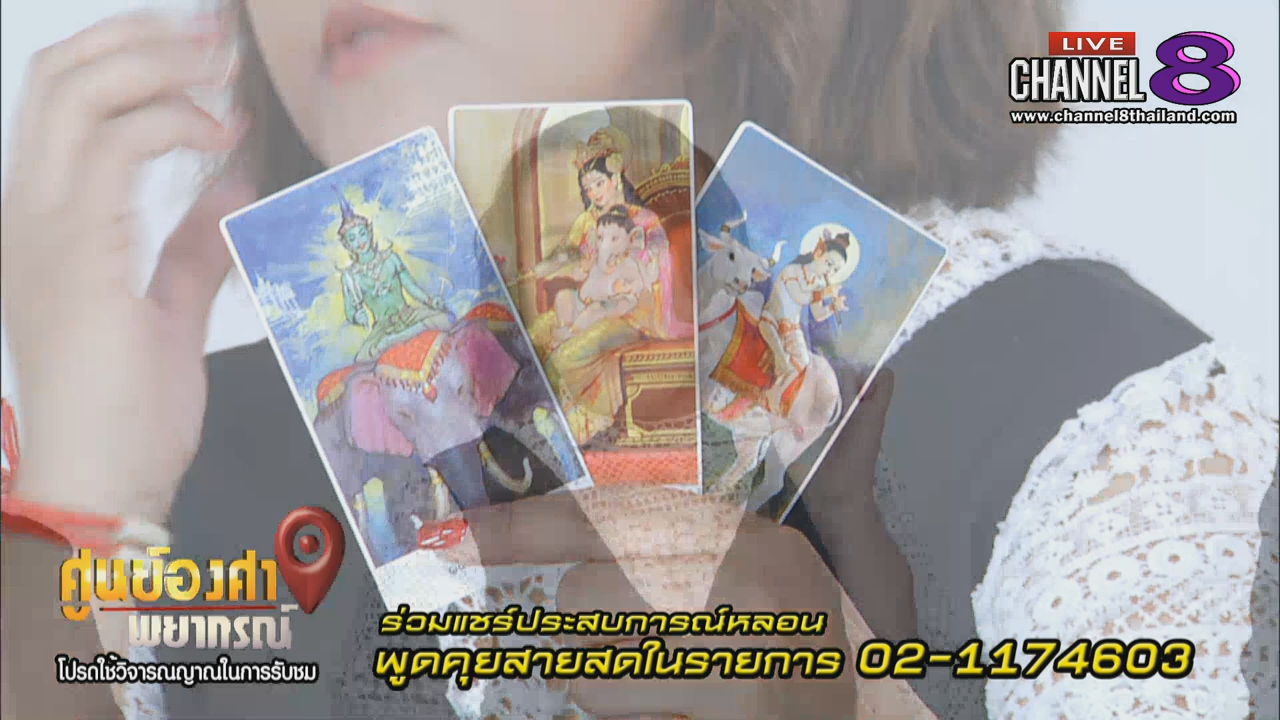 LIVE
CHANNEL 8
www.channel8thailand.com
ศูนย์องศา
พยากรณ์
โปรดใช้วิจารณญาณในการรับชม
ร่วมแชร์ประสบการณ์หลอน
พูดคุยสายสดในรายการ 02-1174603